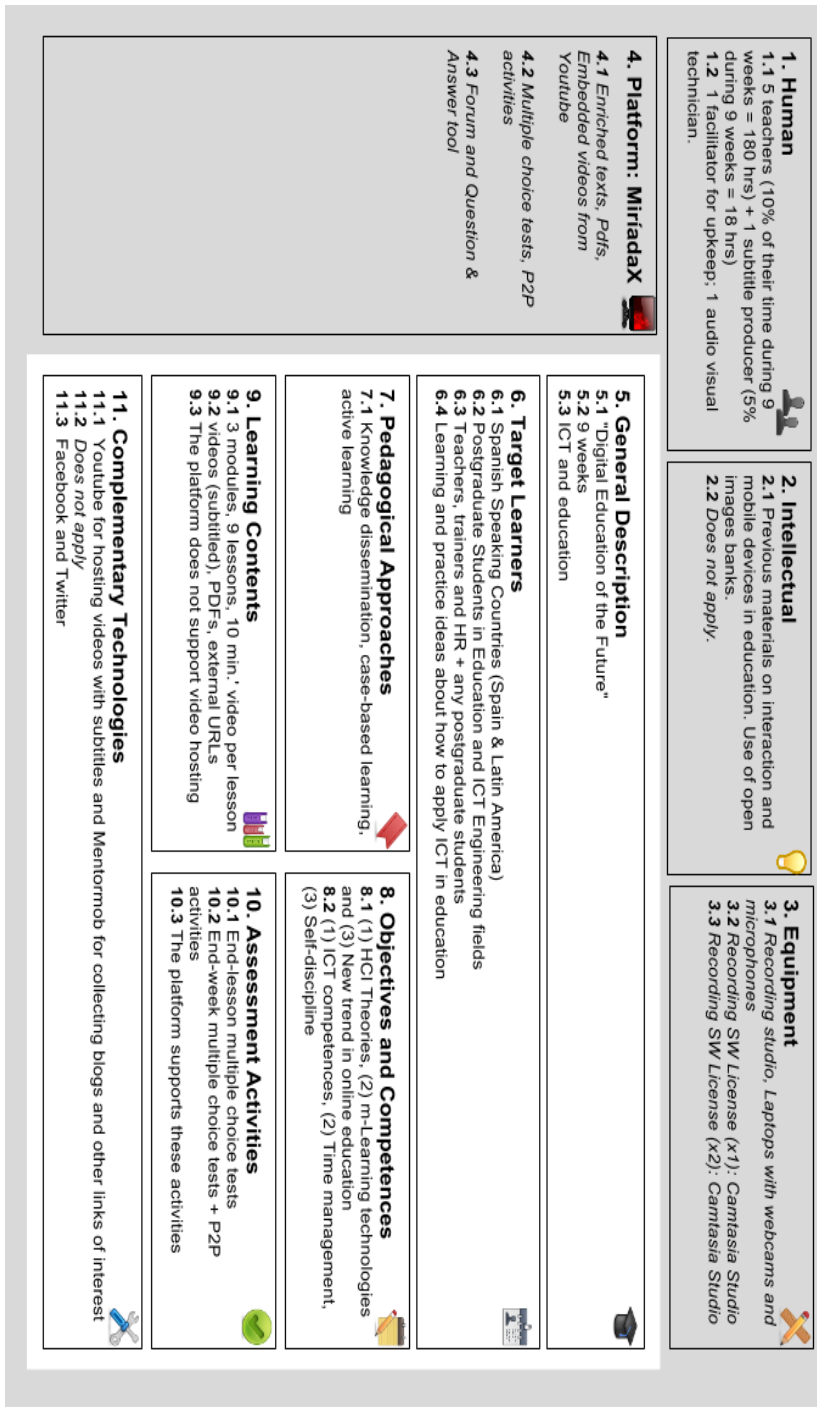 1. Human
1.1 5 teachers (10% of their time during 9
weeks = 180 hrs) + 1 subtitle producer (5%
during 9 weeks = 18 hrs)
1.2 1 facilitator for upkeep; 1 audio visual
technician.
2. Intellectual
2.1 Previous materials on interaction and
mobile devices in education. Use of open
images banks.
2.2 Does not apply.
3. Equipment
3.1 Recording studio, Laptops with webcams and
microphones
3.2 Recording SW License (x1): Camtasia Studio
3.3 Recording SW License (x2): Camtasia Studio
4. Platform: MiríadaX
4.1 Enriched texts, Pdfs,
Embedded videos from
Youtube
4.2 Multiple choice tests, P2P
activities
4.3 Forum and Question &
Answer tool
5. General Description
5.1 "Digital Education of the Future"
5.2 9 weeks
5.3 ICT and education
6. Target Learners
6.1 Spanish Speaking Countries (Spain & Latin America)
6.2 Postgraduate Students in Education and ICT Engineering fields
6.3 Teachers, trainers and HR + any postgraduate students
6.4 Learning and practice ideas about how to apply ICT in education
7. Pedagogical Approaches
7.1 Knowledge dissemination, case-based learning,
active learning
8. Objectives and Competences
8.1 (1) HCI Theories, (2) m-Learning technologies
and (3) New trend in online education
8.2 (1) ICT competences, (2) Time management,
(3) Self-discipline
9. Learning Contents
9.1 3 modules, 9 lessons, 10 min.' video per lesson
9.2 videos (subtitled), PDFs, external URLs
9.3 The platform does not support video hosting
10. Assessment Activities
10.1 End-lesson multiple choice tests
10.2 End-week multiple choice tests + P2P
activities
10.3 The platform supports these activities
11. Complementary Technologies
11.1 Youtube for hosting videos with subtitles and Mentormob for collecting blogs and other links of interest
11.2 Does not apply
11.3 Facebook and Twitter